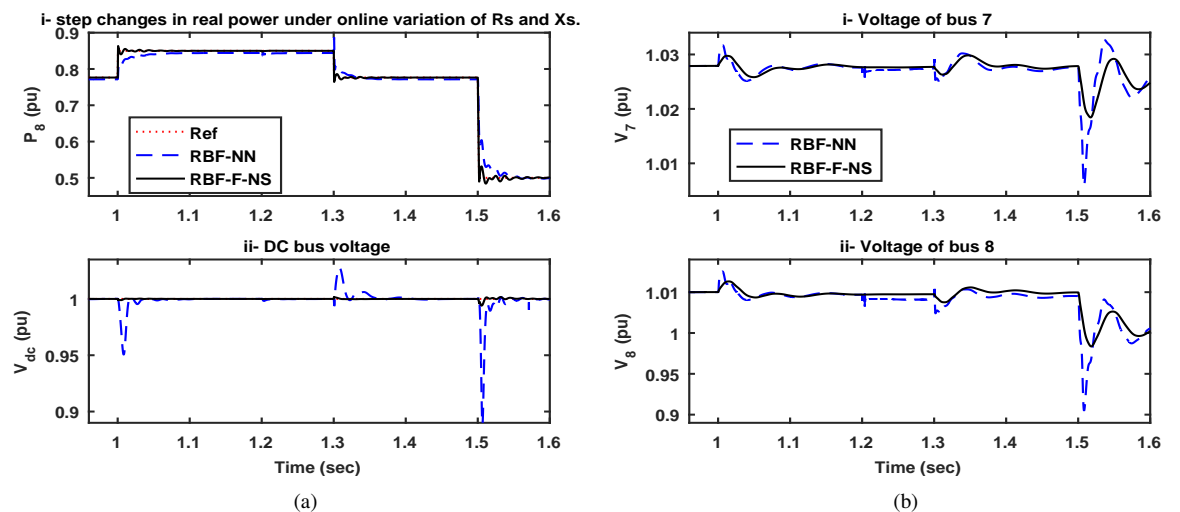 i- step changes in real power under online variation of Rs and Xs.
0.9
0.8
0.7
0.6
0.5
P8 (pu)
Ref
RBF-NN
RBF-F-NS
1 1.1 1.2 1.3 1.4 1.5 1.6
ii- DC bus voltage
1
0.95
0.9
Vdc (pu)
1 1.1 1.2 1.3 1.4 1.5 1.6
Time (sec)
(a)
i- Voltage of bus 7
1.03
1.02
1.01
V7 (pu)
RBF-NN
RBF-F-NS
1 1.1 1.2 1.3 1.4 1.5 1.6
ii- Voltage of bus 8
1.01
1
0.95
0.9
V8 (pu)
1 1.1 1.2 1.3 1.4 1.5 1.6
Time (sec)
(b)